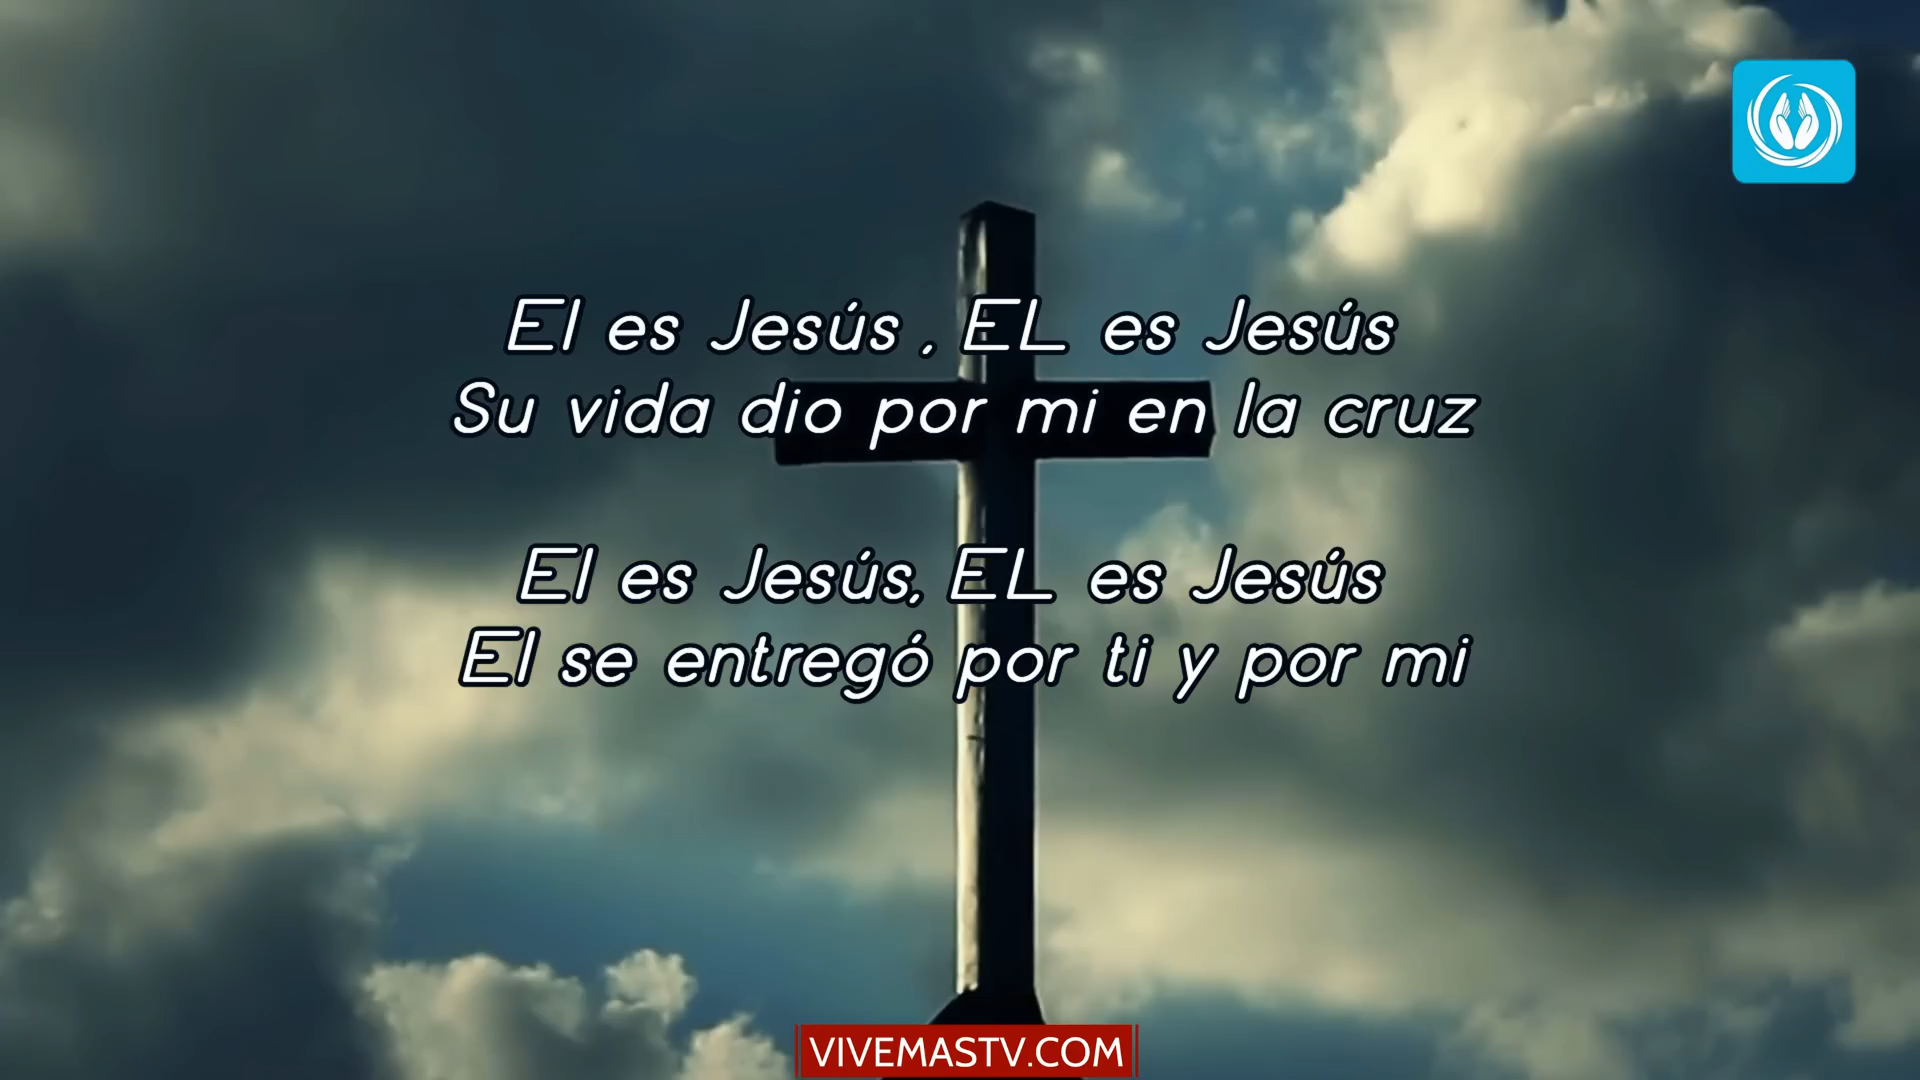 El es Jesús , EL es Jesús
Su vida dio por mi en la cruz
El es Jesús, EL es Jesús
El se entregó por ti y por mi
VIVEMASTV.COM